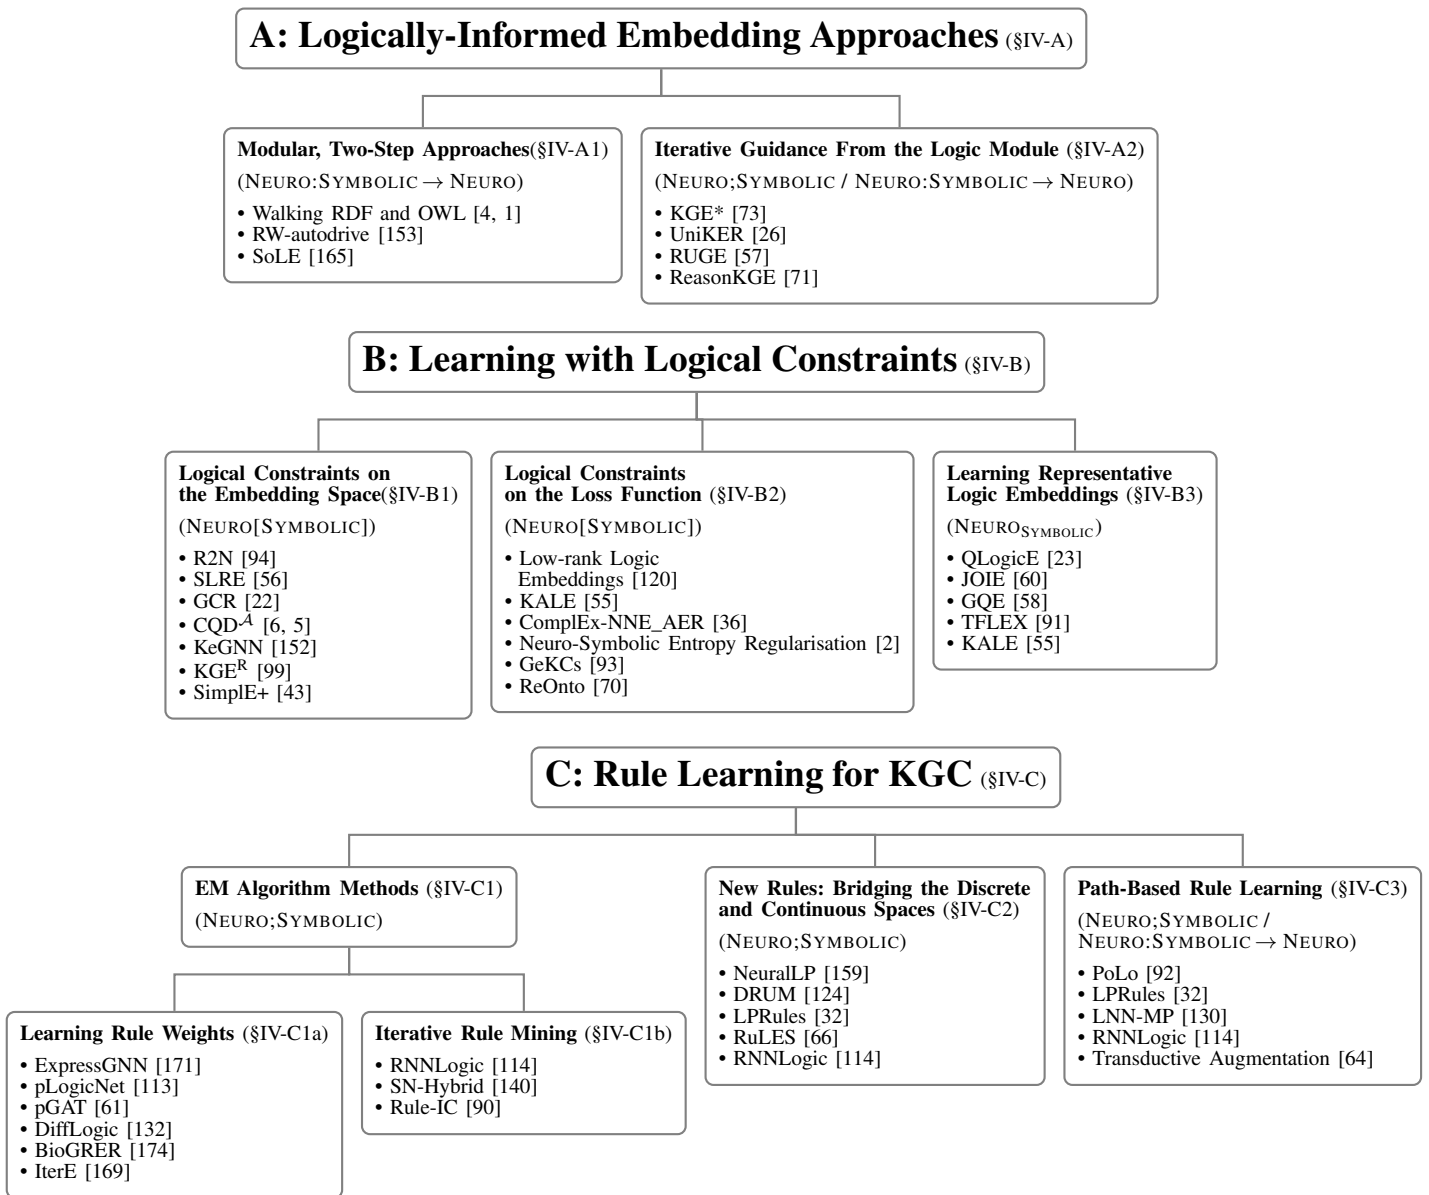 A: Logically-Informed Embedding Approaches (§IV-A)
Modular, Two-Step Approaches(§IV-A1)
(NEURO:SYMBOLIC → NEURO)
• Walking RDF and OWL [4, 1]
• RW-autodrive [153]
• SoLE [165]
Iterative Guidance From the Logic Module (§IV-A2)
(NEURO;SYMBOLIC / NEURO:SYMBOLIC → NEURO)
• KGE* [73]
• UniKER [26]
• RUGE [57]
• ReasonKGE [71]
B: Learning with Logical Constraints (§IV-B)
Logical Constraints on
the Embedding Space(§IV-B1)
(NEURO[SYMBOLIC])
• R2N [94]
• SLRE [56]
• GCR [22]
• CQD𝒜 [6, 5]
• KeGNN [152]
• KGEᴿ [99]
• SimplE+ [43]
Logical Constraints
on the Loss Function (§IV-B2)
(NEURO[SYMBOLIC])
• Low-rank Logic
Embeddings [120]
• KALE [55]
• ComplEx-NNE_AER [36]
• Neuro-Symbolic Entropy Regularisation [2]
• GeKCs [93]
• ReOnto [70]
Learning Representative
Logic Embeddings (§IV-B3)
(NEUROSYMBOLIC)
• QLogicE [23]
• JOIE [60]
• GQE [58]
• TFLEX [91]
• KALE [55]
C: Rule Learning for KGC (§IV-C)
EM Algorithm Methods (§IV-C1)
(NEURO;SYMBOLIC)
Learning Rule Weights (§IV-C1a)
• ExpressGNN [171]
• pLogicNet [113]
• pGAT [61]
• DiffLogic [132]
• BioGRER [174]
• IterE [169]
Iterative Rule Mining (§IV-C1b)
• RNNLogic [114]
• SN-Hybrid [140]
• Rule-IC [90]
New Rules: Bridging the Discrete
and Continuous Spaces (§IV-C2)
(NEURO;SYMBOLIC)
• NeuralLP [159]
• DRUM [124]
• LPRules [32]
• RuLES [66]
• RNNLogic [114]
Path-Based Rule Learning (§IV-C3)
(NEURO;SYMBOLIC /
NEURO:SYMBOLIC → NEURO)
• PoLo [92]
• LPRules [32]
• LNN-MP [130]
• RNNLogic [114]
• Transductive Augmentation [64]